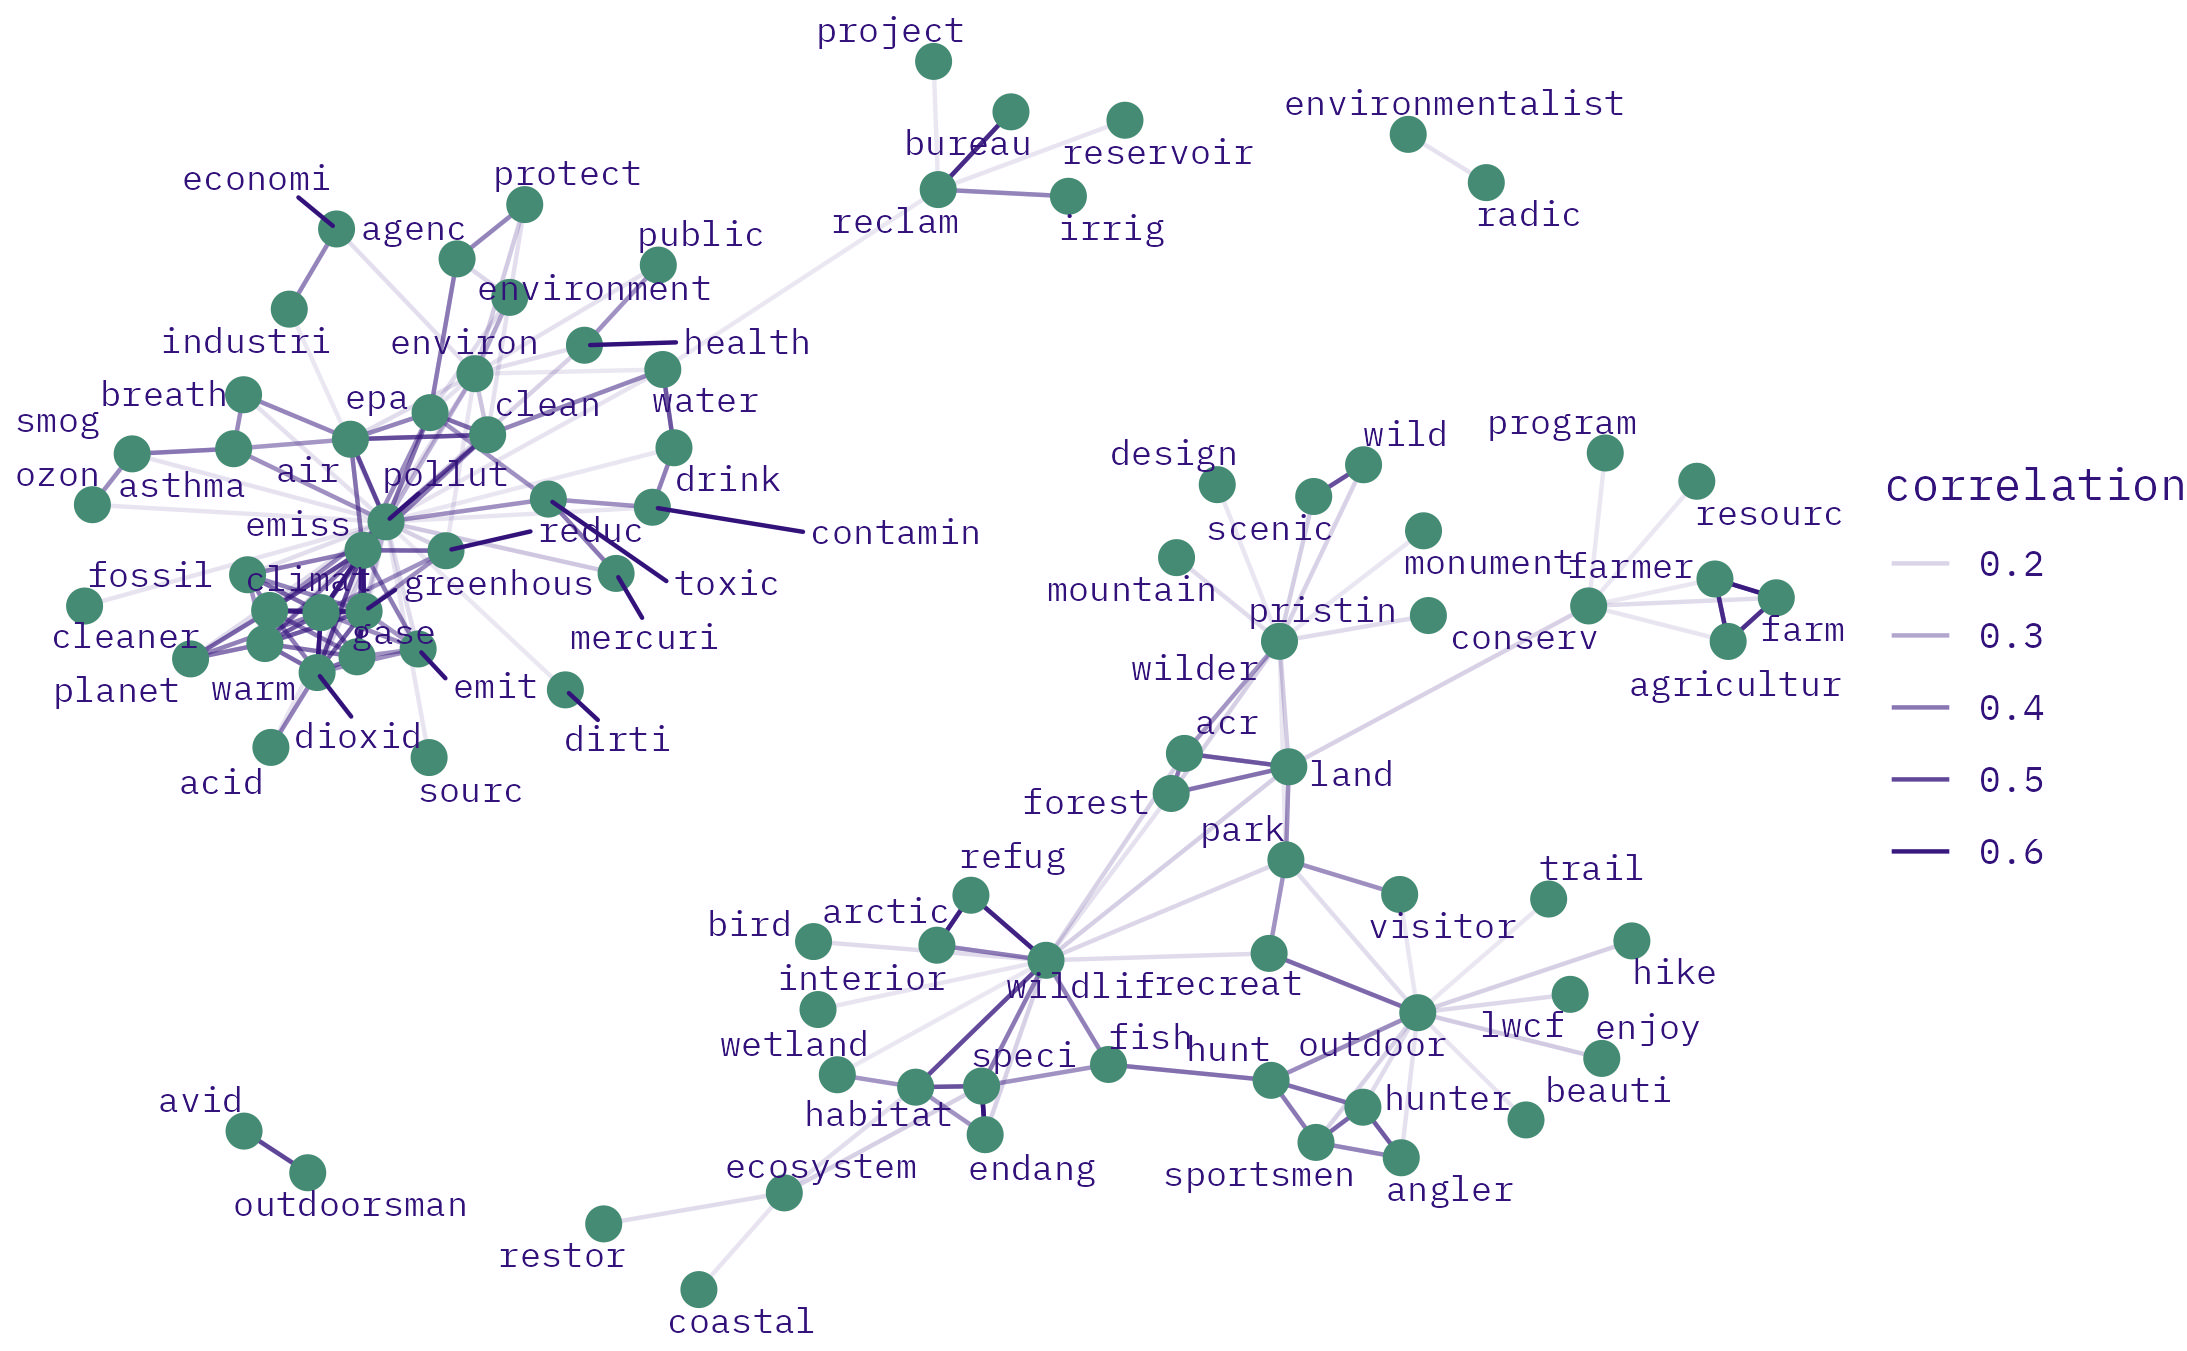 project
environmentalist
bureau
reservoir
economi
protect
radic
agenc
public
reclam
irrig
environment
industri
environ
health
breath
epa
clean
water
smog
program
wild
design
ozon
asthma
air
pollut
drink
correlation
resourc
emiss
reduc
contamin
scenic
fossil
climat
greenhous
toxic
mountain
monument
farmer
0.2
cleaner
gase
mercuri
pristin
conserv
farm
0.3
planet
warm
emit
wilder
agricultur
dioxid
dirti
acr
0.4
acid
sourc
forest
land
0.5
park
refug
trail
0.6
bird
arctic
visitor
interior
wildlif
recreat
hike
wetland
speci
fish
hunt
outdoor
lwcf
enjoy
avid
habitat
hunter
beauti
outdoorsman
ecosystem
endang
sportsmen
angler
restor
coastal